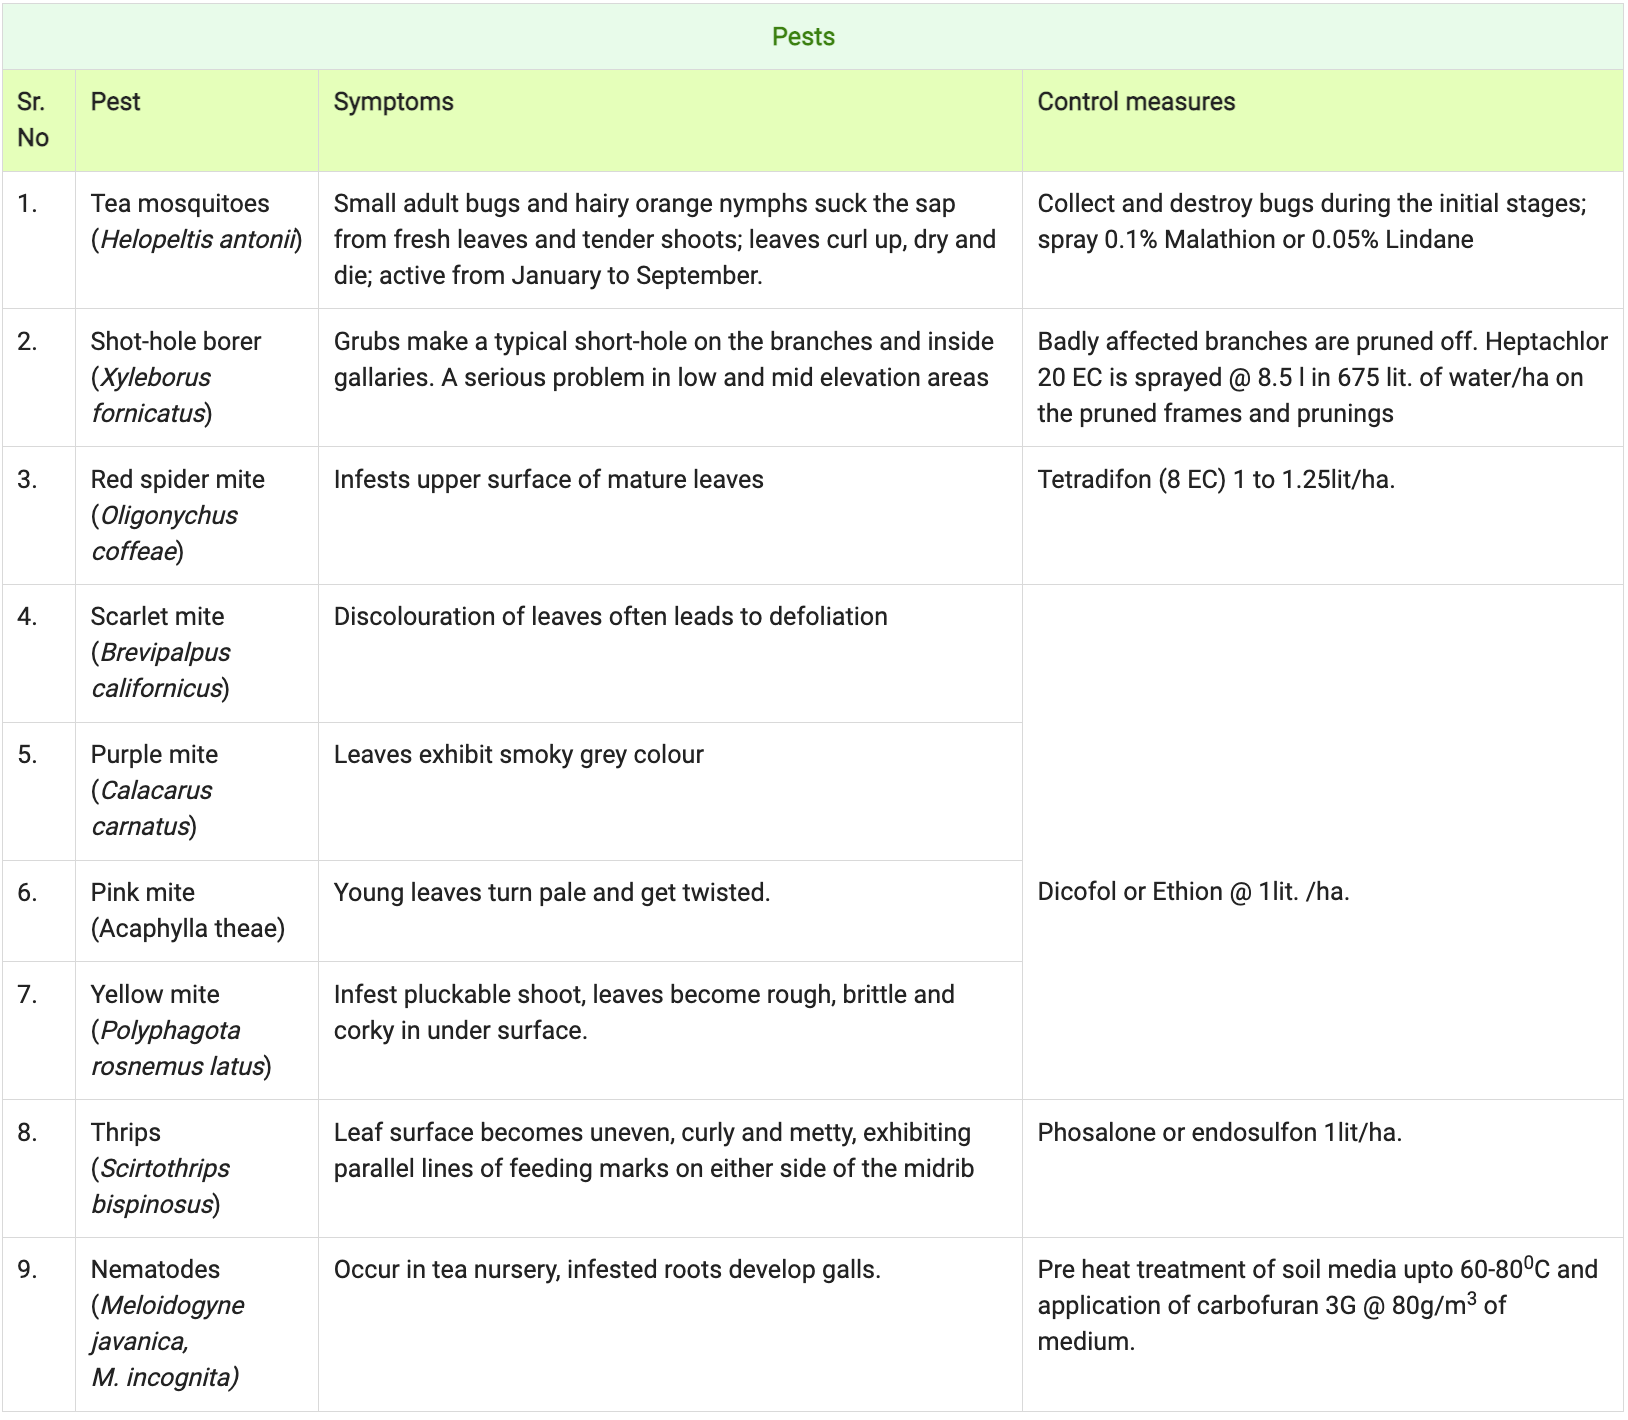 Pests
Sr.
No
Pest
Symptoms
Control measures
1.
Tea mosquitoes
(Helopeltis antonii)
Small adult bugs and hairy orange nymphs suck the sap
from fresh leaves and tender shoots; leaves curl up, dry and
die; active from January to September.
Collect and destroy bugs during the initial stages;
spray 0.1% Malathion or 0.05% Lindane
2.
Shot-hole borer
(Xyleborus
fornicatus)
Grubs make a typical short-hole on the branches and inside
gallaries. A serious problem in low and mid elevation areas
Badly affected branches are pruned off. Heptachlor
20 EC is sprayed @ 8.5 l in 675 lit. of water/ha on
the pruned frames and prunings
3.
Red spider mite
(Oligonychus
coffeae)
Infests upper surface of mature leaves
Tetradifon (8 EC) 1 to 1.25lit/ha.
4.
Scarlet mite
(Brevipalpus
californicus)
Discolouration of leaves often leads to defoliation
5.
Purple mite
(Calacarus
carnatus)
Leaves exhibit smoky grey colour
6.
Pink mite
(Acaphylla theae)
Young leaves turn pale and get twisted.
Dicofol or Ethion @ 1lit. /ha.
7.
Yellow mite
(Polyphagota
rosnemus latus)
Infest pluckable shoot, leaves become rough, brittle and
corky in under surface.
8.
Thrips
(Scirtothrips
bispinosus)
Leaf surface becomes uneven, curly and metty, exhibiting
parallel lines of feeding marks on either side of the midrib
Phosalone or endosulfon 1lit/ha.
9.
Nematodes
(Meloidogyne
javanica,
M. incognita)
Occur in tea nursery, infested roots develop galls.
Pre heat treatment of soil media upto 60-80⁰C and
application of carbofuran 3G @ 80g/m³ of
medium.